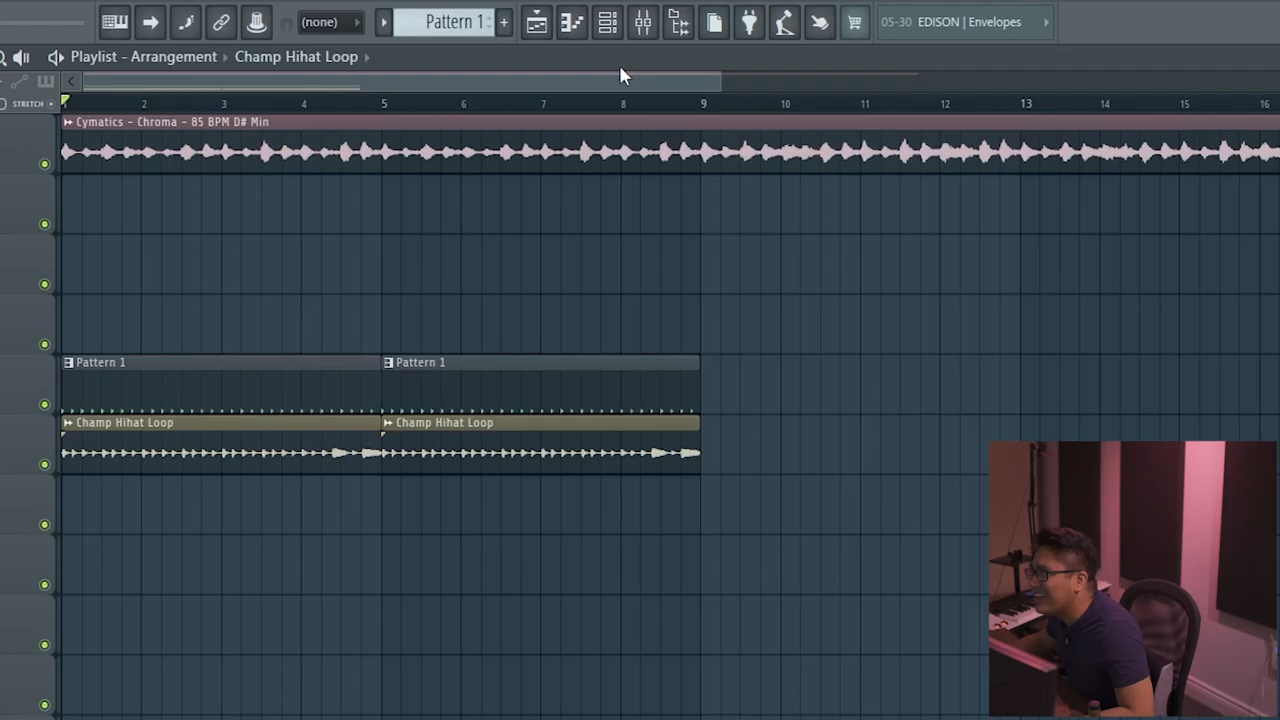 (none) Pattern 1 + 05-30 EDISON | Envelopes
Playlist - Arrangement Champ Hihat Loop
STRETCH 2 3 4 5 6 7 8 9 10 11 12 13 14 15 16
Cymatics - Chroma - 85 BPM D# Min
Pattern 1 Pattern 1
Champ Hihat Loop Champ Hihat Loop